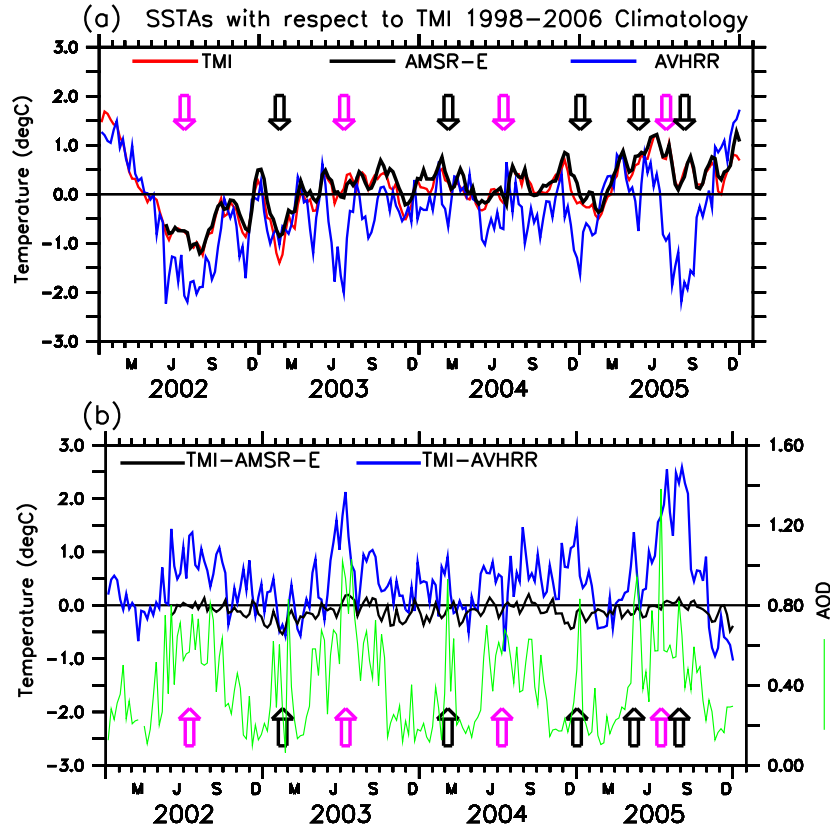 (a) SSTAs with respect to TMI 1998-2006 Climatology
TMI AMSR-E AVHRR
3.0
2.0
1.0
0.0
-1.0
-2.0
-3.0
Temperature (degC)
M J S D M J S D M J S D M J S D
2002 2003 2004 2005
(b)
TMI-AMSR-E TMI-AVHRR
3.0
2.0
1.0
0.0
-1.0
-2.0
-3.0
Temperature (degC)
1.60
1.20
0.80
0.40
0.00
AOD
M J S D M J S D M J S D M J S D
2002 2003 2004 2005